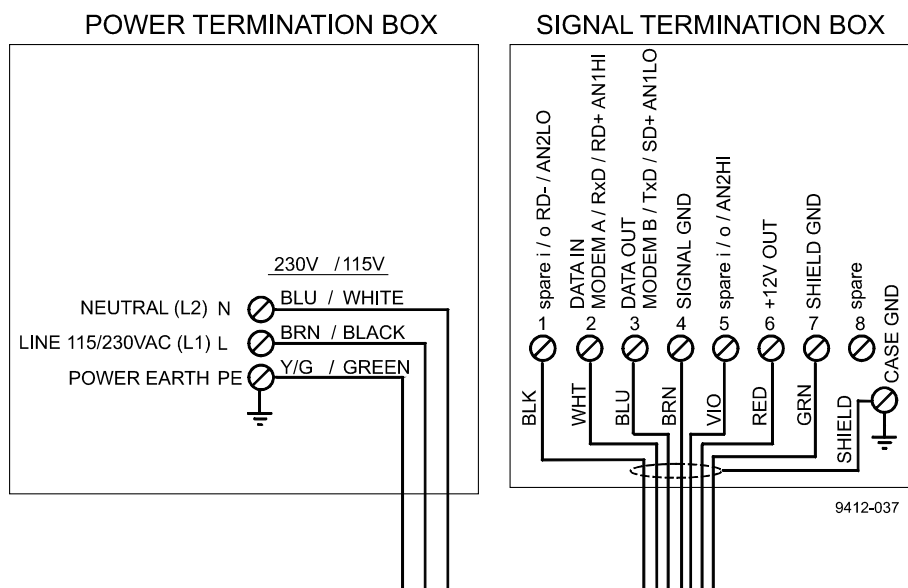 POWER TERMINATION BOX
230V / 115V
NEUTRAL (L2) N BLU / WHITE
LINE 115/230VAC (L1) L BRN / BLACK
POWER EARTH PE Y/G / GREEN
SIGNAL TERMINATION BOX
spare i / o RD- / AN2LO
DATA IN
MODEM A / RxD / RD+ AN1HI
DATA OUT
MODEM B / TxD / SD+ AN1LO
SIGNAL GND
spare i / o / AN2HI
+12V OUT
SHIELD GND
spare
1 2 3 4 5 6 7 8
CASE GND
BLK
WHT
BLU
BRN
VIO
RED
GRN
SHIELD
9412-037